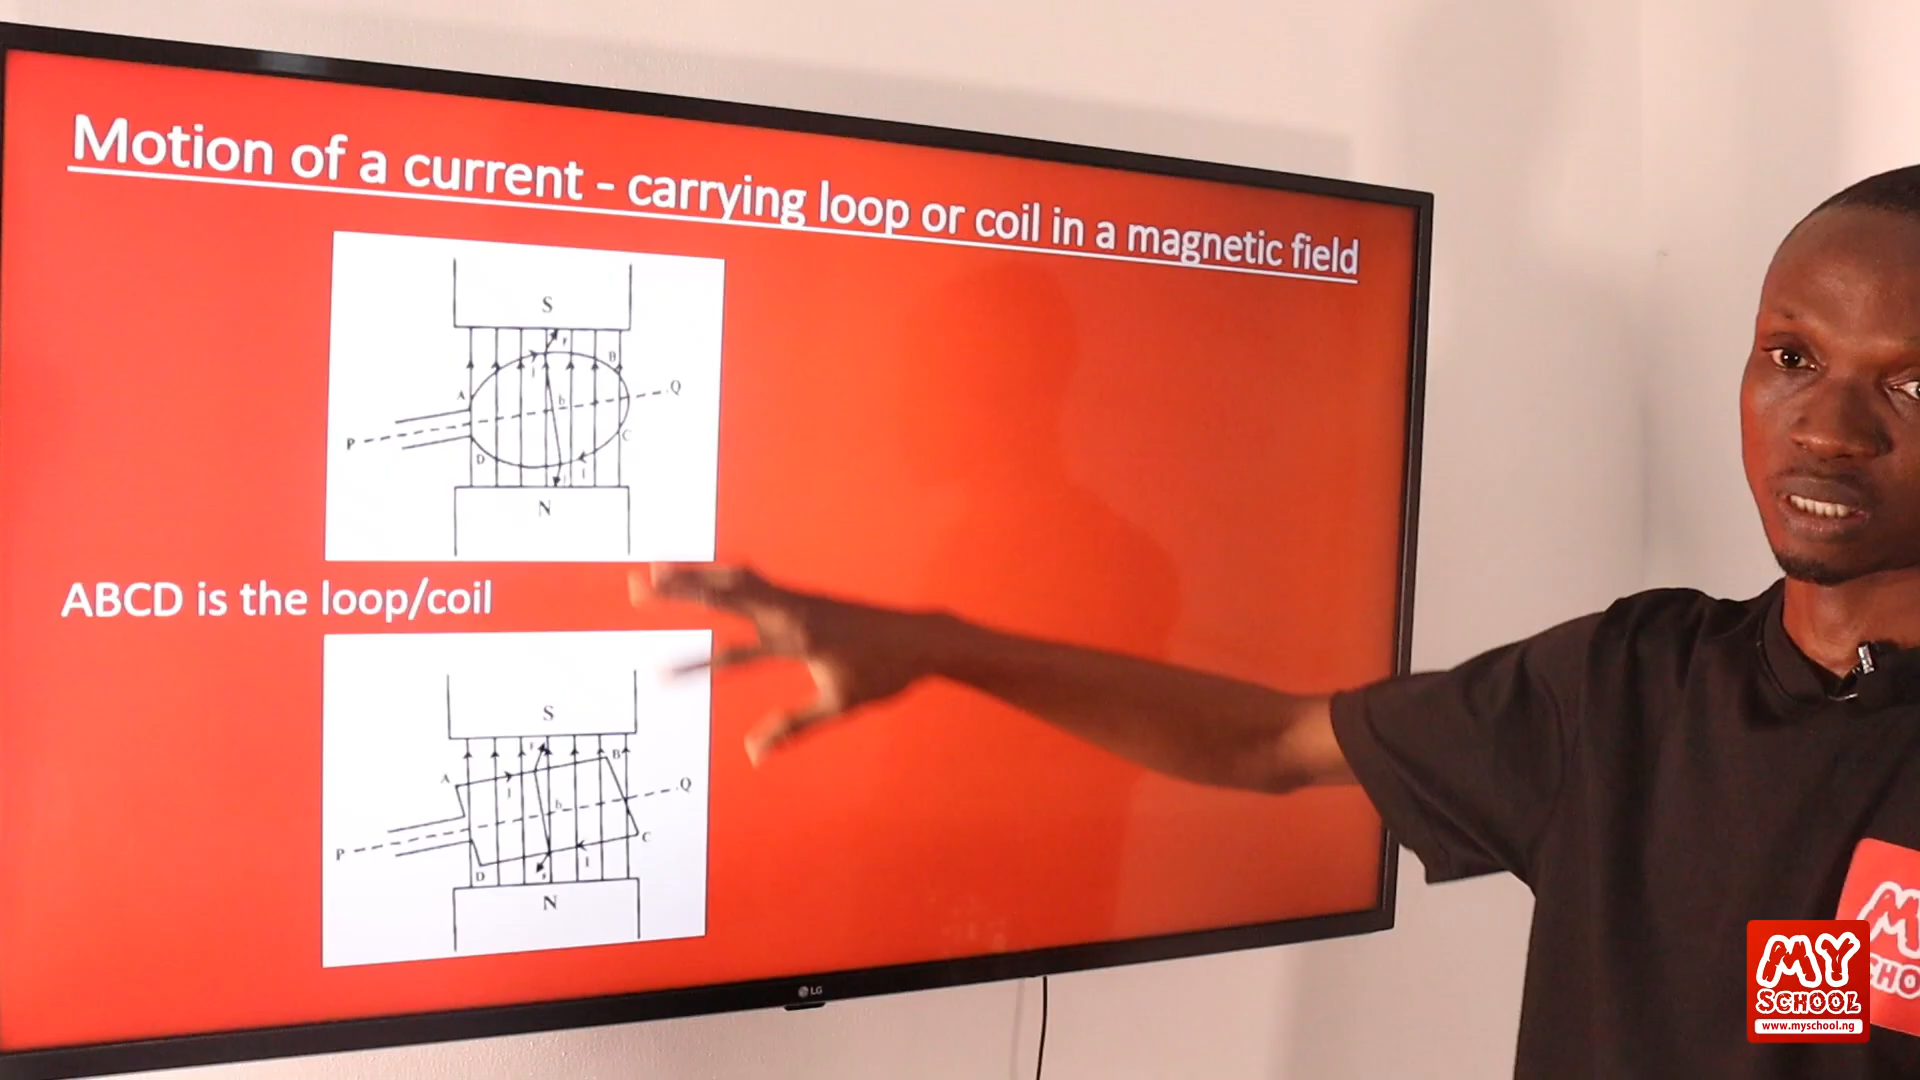 Motion of a current - carrying loop or coil in a magnetic field
S
F
I
B
A
b
Q
P
C
D
I
N
ABCD is the loop/coil
S
F
B
A
I
b
Q
P
C
D
I
N
LG
MY
SCHOOL
www.myschool.ng